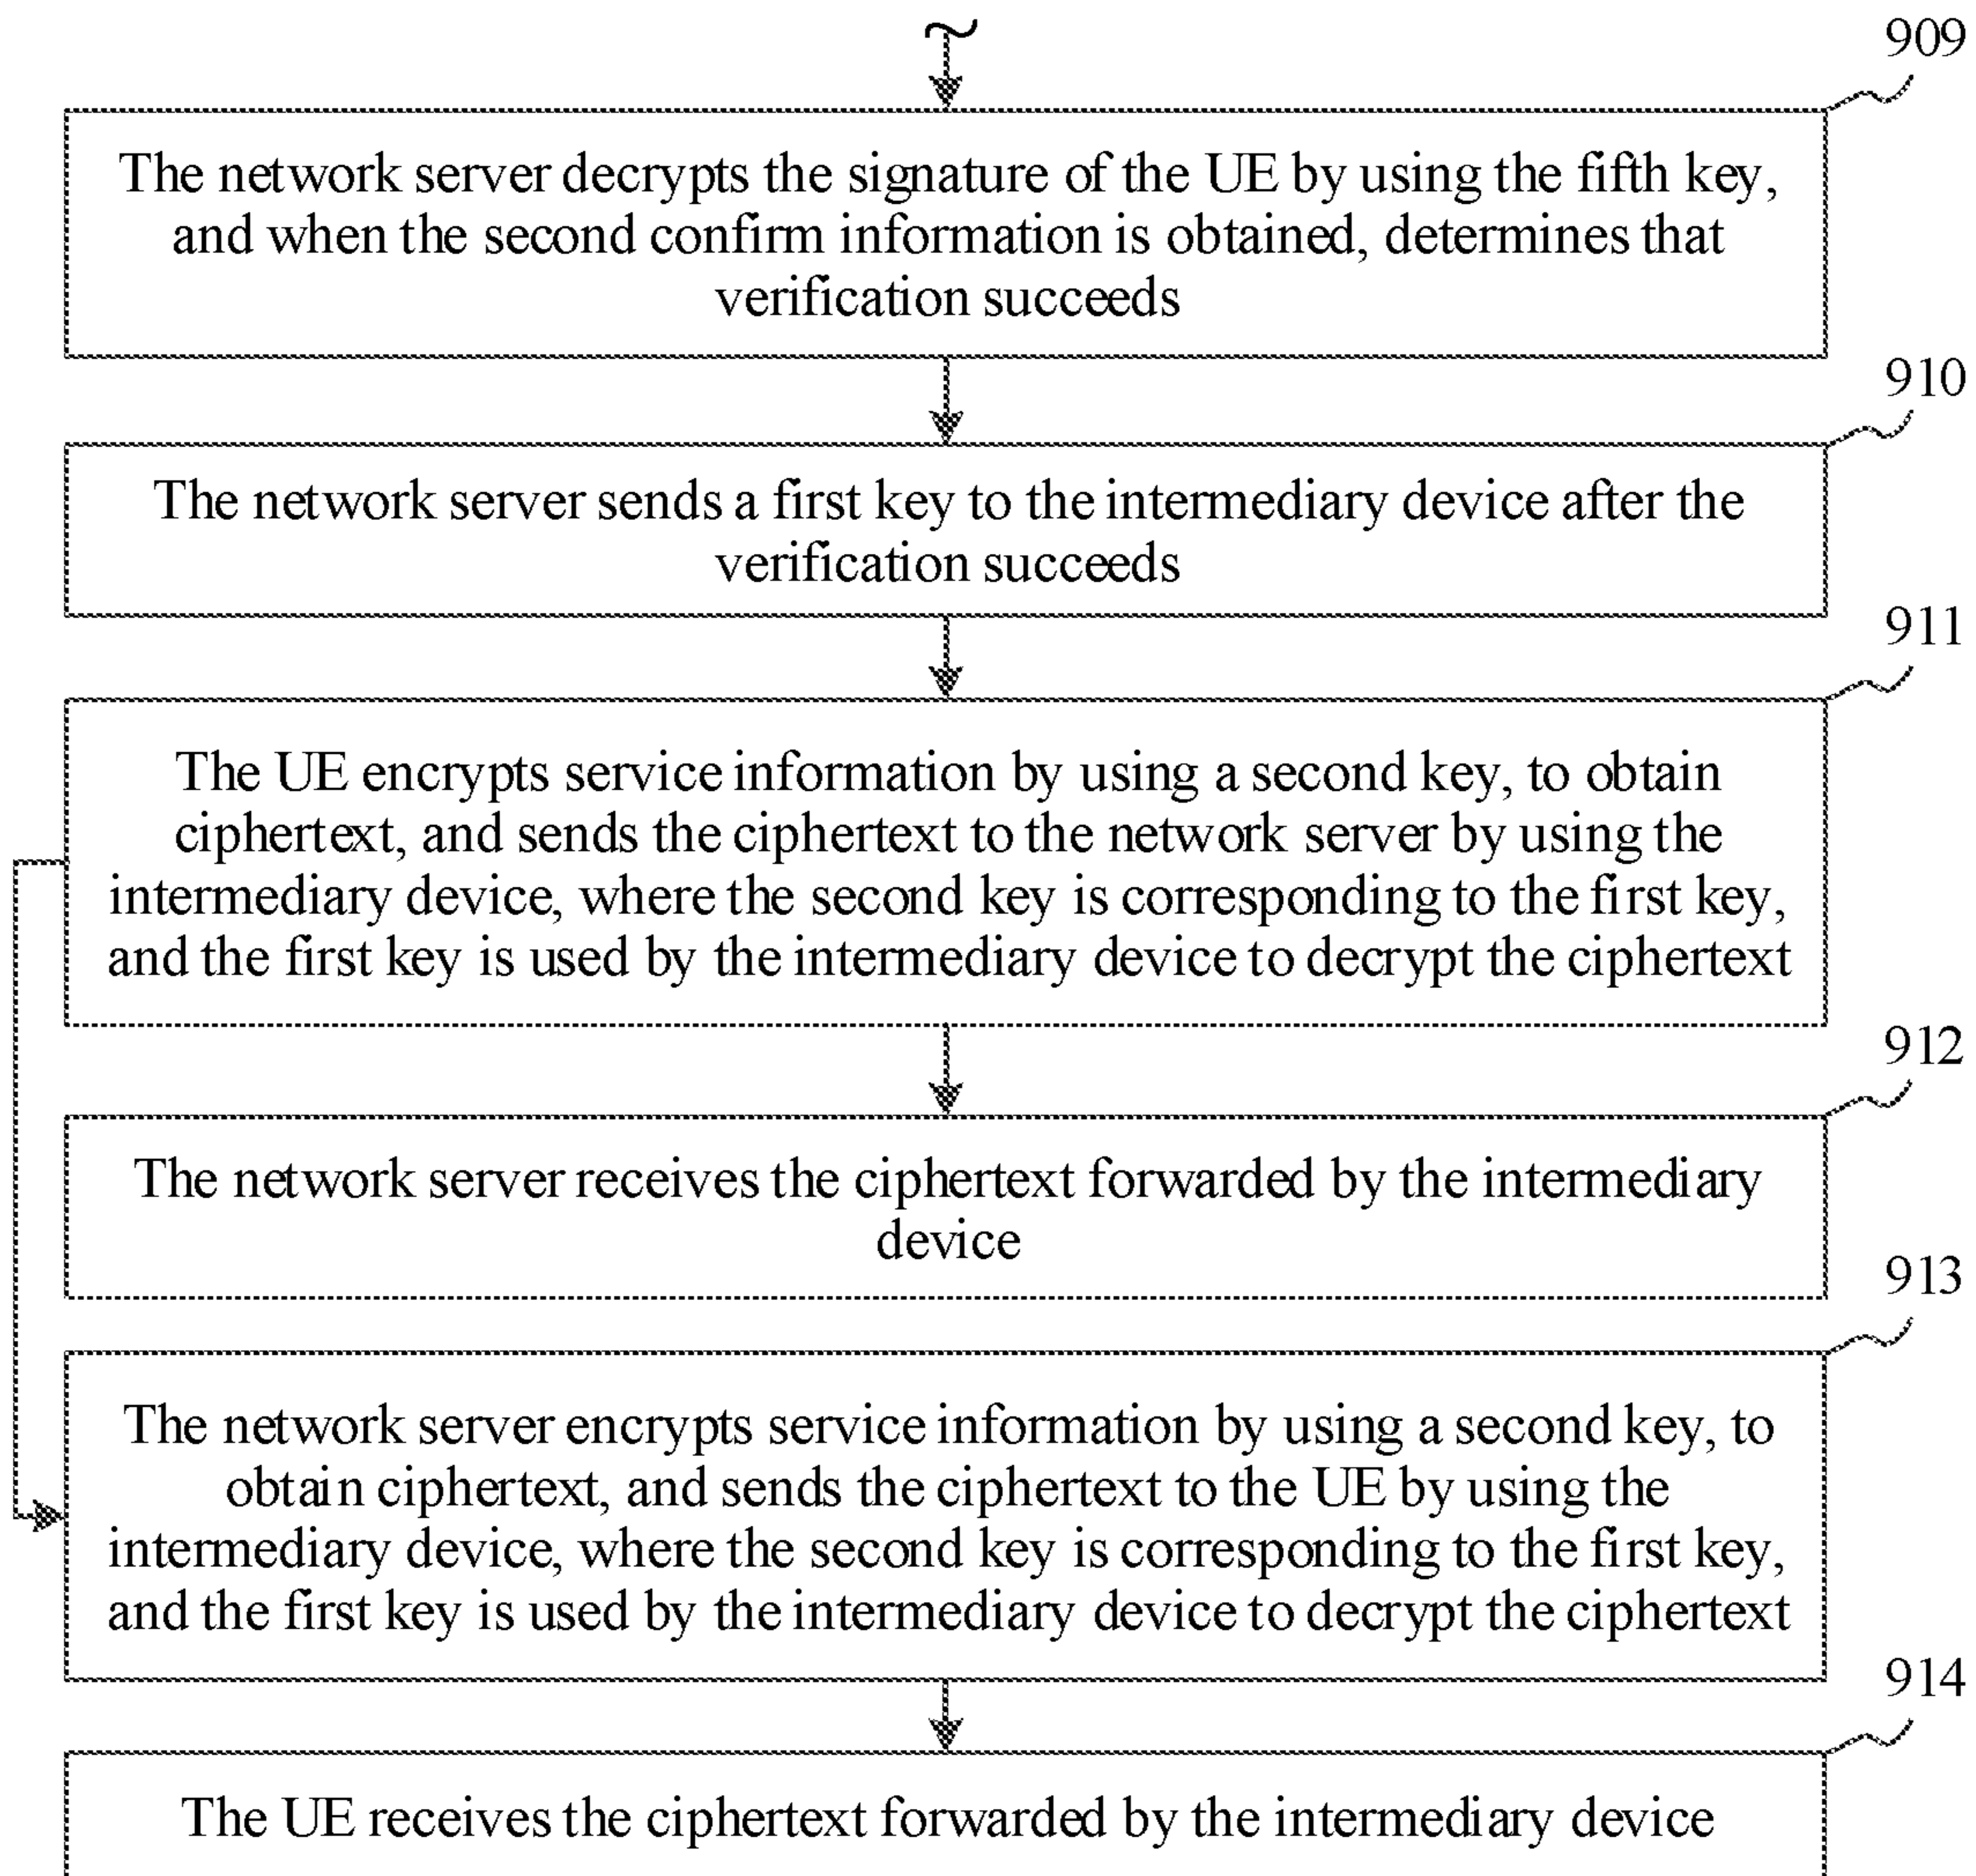 909
The network server decrypts the signature of the UE by using the fifth key,
and when the second confirm information is obtained, determines that
verification succeeds
910
The network server sends a first key to the intermediary device after the
verification succeeds
911
The UE encrypts service information by using a second key, to obtain
ciphertext, and sends the ciphertext to the network server by using the
intermediary device, where the second key is corresponding to the first key,
and the first key is used by the intermediary device to decrypt the ciphertext
912
The network server receives the ciphertext forwarded by the intermediary
device
913
The network server encrypts service information by using a second key, to
obtain ciphertext, and sends the ciphertext to the UE by using the
intermediary device, where the second key is corresponding to the first key,
and the first key is used by the intermediary device to decrypt the ciphertext
914
The UE receives the ciphertext forwarded by the intermediary device